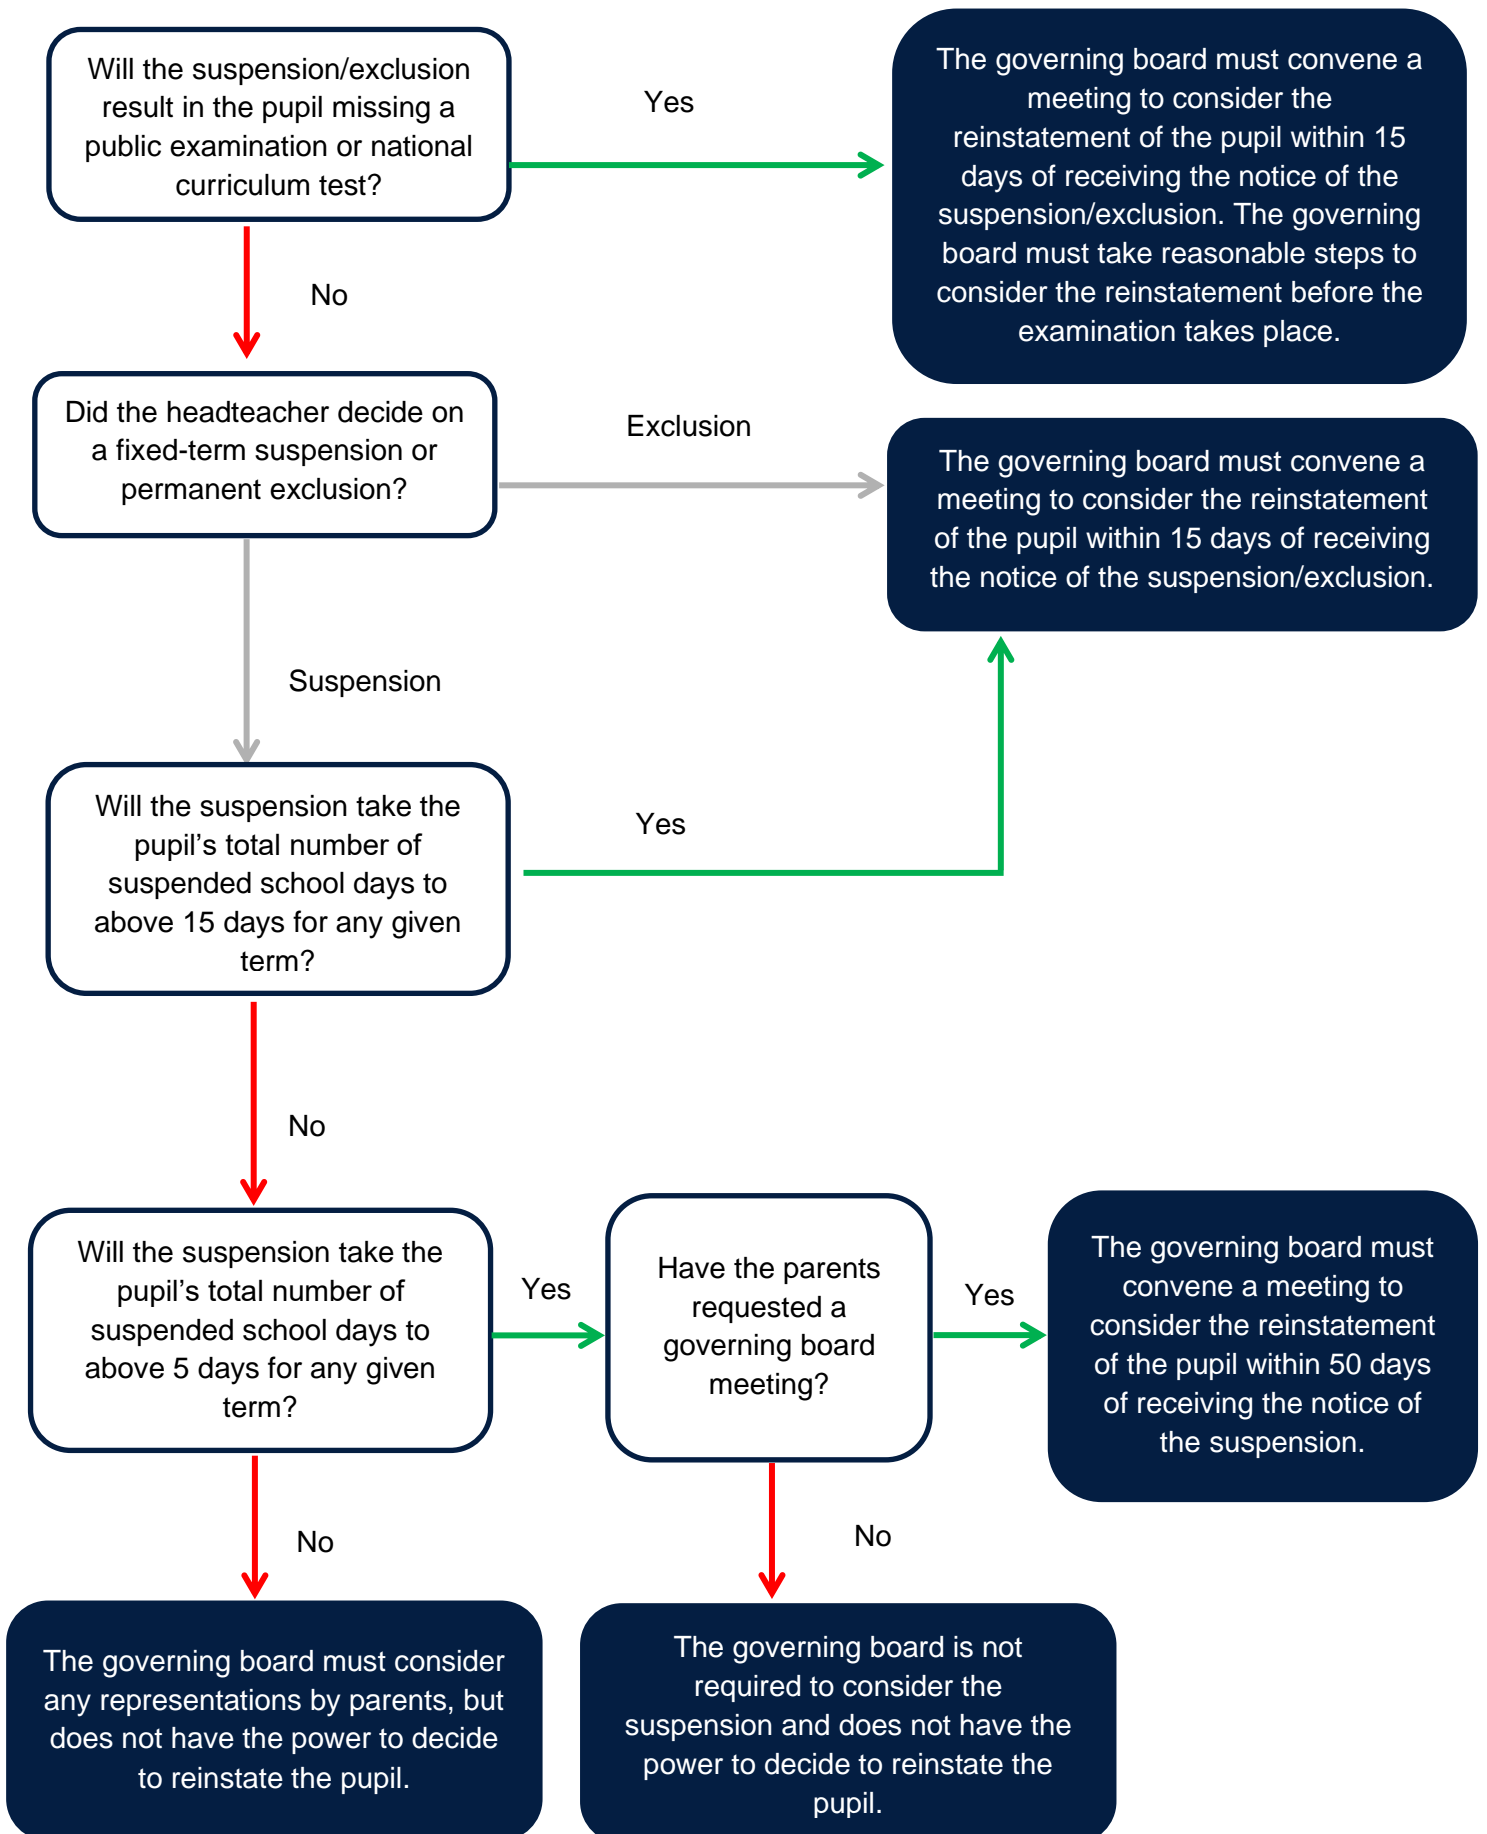 Will the suspension/exclusion
result in the pupil missing a
public examination or national
curriculum test?
Yes
The governing board must convene a
meeting to consider the
reinstatement of the pupil within 15
days of receiving the notice of the
suspension/exclusion. The governing
board must take reasonable steps to
consider the reinstatement before the
examination takes place.
No
Did the headteacher decide on
a fixed-term suspension or
permanent exclusion?
Exclusion
The governing board must convene a
meeting to consider the reinstatement
of the pupil within 15 days of receiving
the notice of the suspension/exclusion.
Suspension
Will the suspension take the
pupil’s total number of
suspended school days to
above 15 days for any given
term?
Yes
No
Will the suspension take the
pupil’s total number of
suspended school days to
above 5 days for any given
term?
Yes
Have the parents
requested a
governing board
meeting?
Yes
The governing board must
convene a meeting to
consider the reinstatement
of the pupil within 50 days
of receiving the notice of
the suspension.
No
No
The governing board must consider
any representations by parents, but
does not have the power to decide
to reinstate the pupil.
The governing board is not
required to consider the
suspension and does not have the
power to decide to reinstate the
pupil.